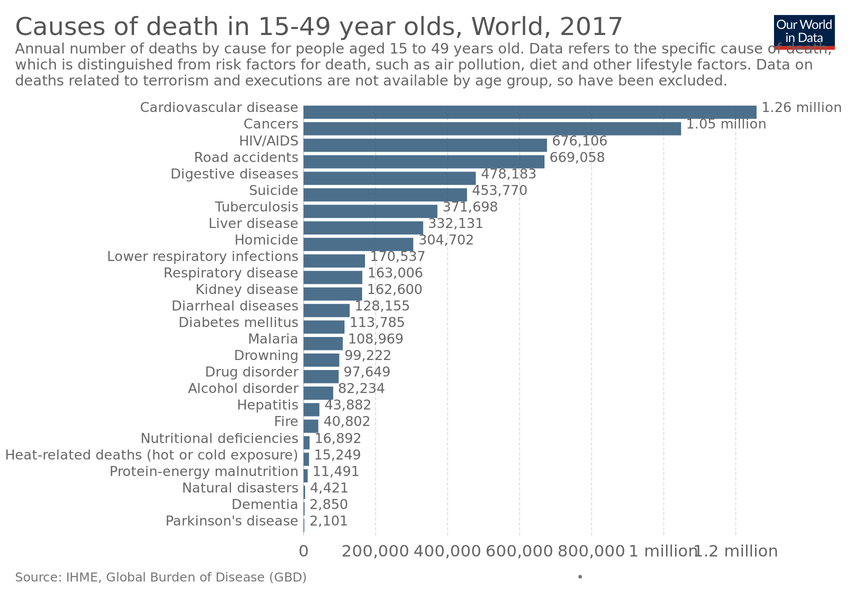 Causes of death in 15-49 year olds, World, 2017
Our World
in Data
Annual number of deaths by cause for people aged 15 to 49 years old. Data refers to the specific cause of death,
which is distinguished from risk factors for death, such as air pollution, diet and other lifestyle factors. Data on
deaths related to terrorism and executions are not available by age group, so have been excluded.
Cardiovascular disease 1.26 million
Cancers 1.05 million
HIV/AIDS 676,106
Road accidents 669,058
Digestive diseases 478,183
Suicide 453,770
Tuberculosis 371,698
Liver disease 332,131
Homicide 304,702
Lower respiratory infections 170,537
Respiratory disease 163,006
Kidney disease 162,600
Diarrheal diseases 128,155
Diabetes mellitus 113,785
Malaria 108,969
Drowning 99,222
Drug disorder 97,649
Alcohol disorder 82,234
Hepatitis 43,882
Fire 40,802
Nutritional deficiencies 16,892
Heat-related deaths (hot or cold exposure) 15,249
Protein-energy malnutrition 11,491
Natural disasters 4,421
Dementia 2,850
Parkinson's disease 2,101
0 200,000 400,000 600,000 800,000 1 million 1.2 million
Source: IHME, Global Burden of Disease (GBD) •